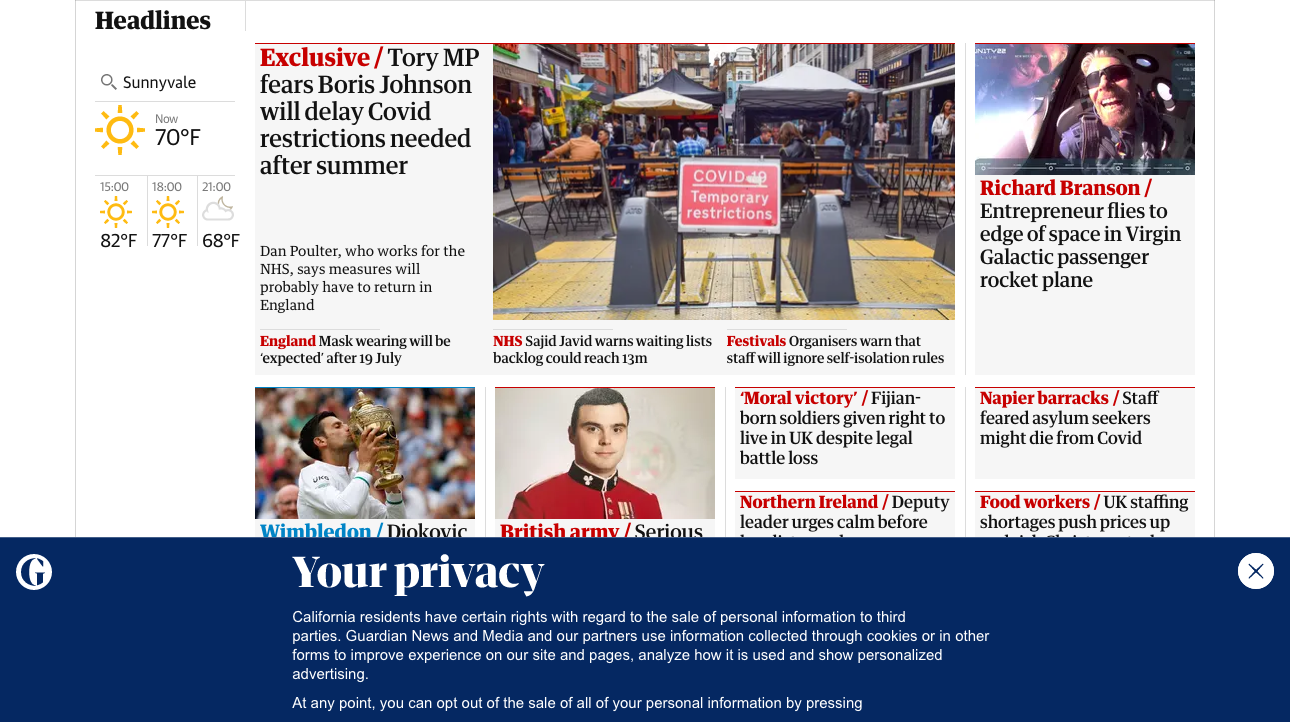 Headlines
Sunnyvale
Now
70°F
15:00
18:00
21:00
82°F
77°F
68°F
Exclusive / Tory MP
fears Boris Johnson
will delay Covid
restrictions needed
after summer
Dan Poulter, who works for the
NHS, says measures will
probably have to return in
England
COVID-19
Temporary
restrictions
England Mask wearing will be
‘expected’ after 19 July
NHS Sajid Javid warns waiting lists
backlog could reach 13m
Festivals Organisers warn that
staff will ignore self-isolation rules
Richard Branson /
Entrepreneur flies to
edge of space in Virgin
Galactic passenger
rocket plane
Wimbledon / Djokovic
British army / Serious
‘Moral victory’ / Fijian-
born soldiers given right to
live in UK despite legal
battle loss
Northern Ireland / Deputy
leader urges calm before
Napier barracks / Staff
feared asylum seekers
might die from Covid
Food workers / UK staffing
shortages push prices up
Your privacy
California residents have certain rights with regard to the sale of personal information to third
parties. Guardian News and Media and our partners use information collected through cookies or in other
forms to improve experience on our site and pages, analyze how it is used and show personalized
advertising.
At any point, you can opt out of the sale of all of your personal information by pressing